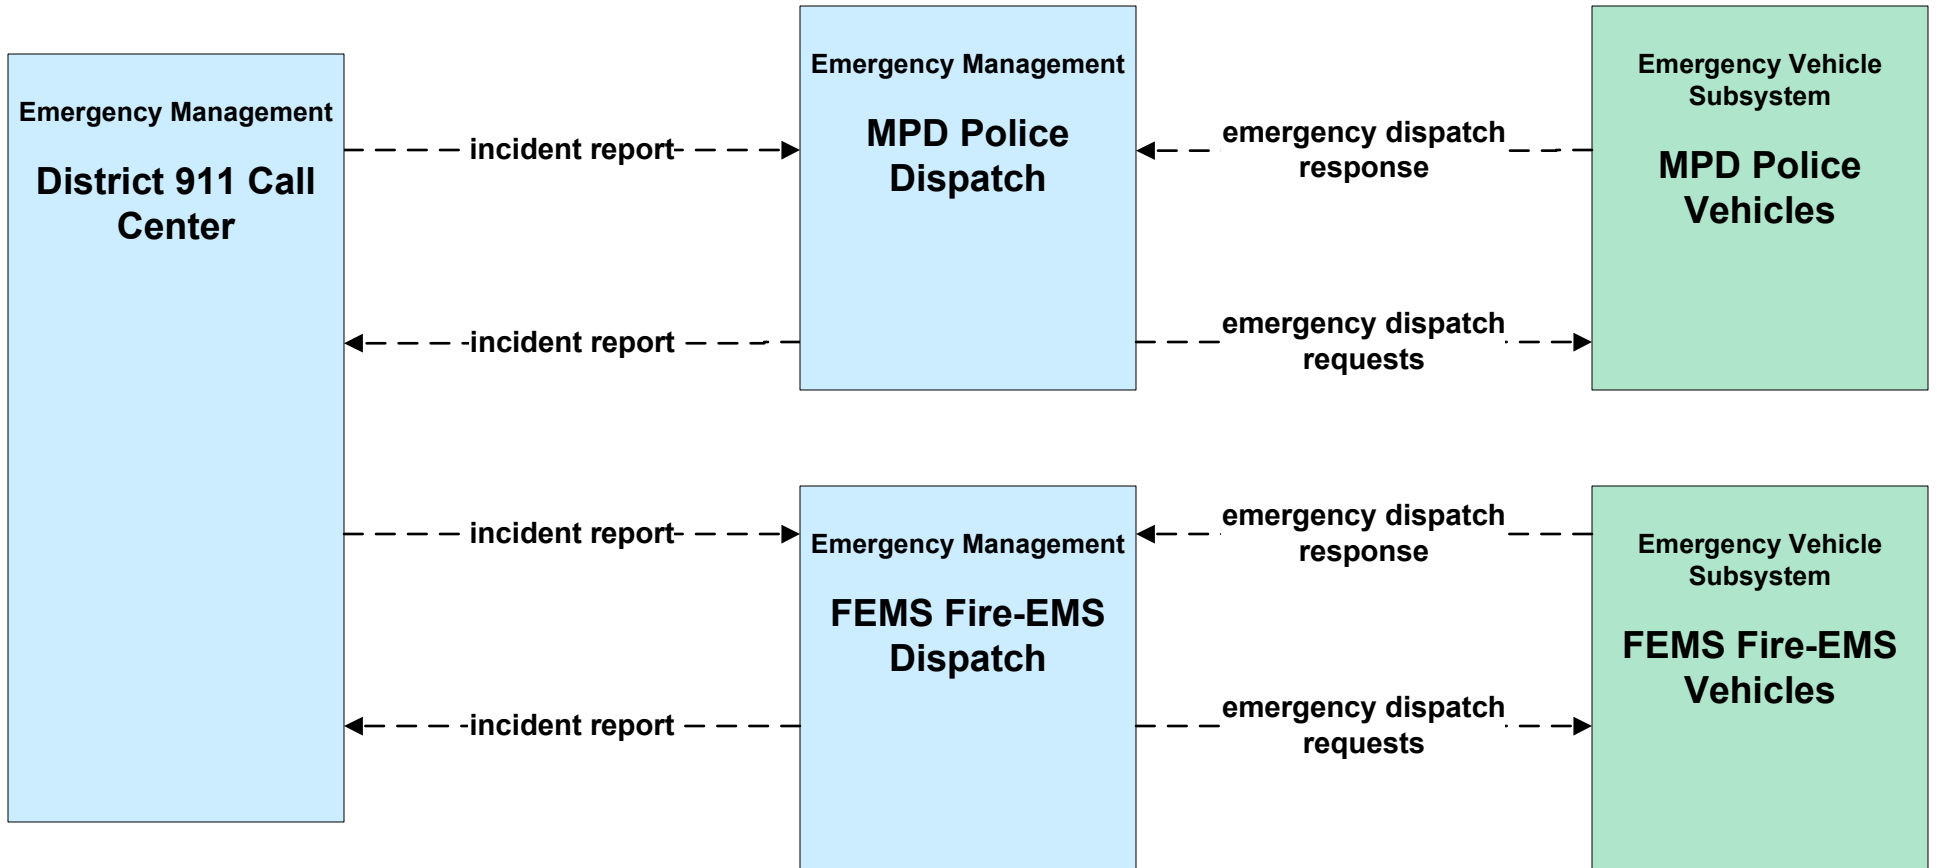 Emergency Management
District 911 Call
Center
incident report
incident report
incident report
incident report
Emergency Management
MPD Police
Dispatch
emergency dispatch
response
emergency dispatch
requests
Emergency Vehicle
Subsystem
MPD Police
Vehicles
Emergency Management
FEMS Fire-EMS
Dispatch
emergency dispatch
response
emergency dispatch
requests
Emergency Vehicle
Subsystem
FEMS Fire-EMS
Vehicles